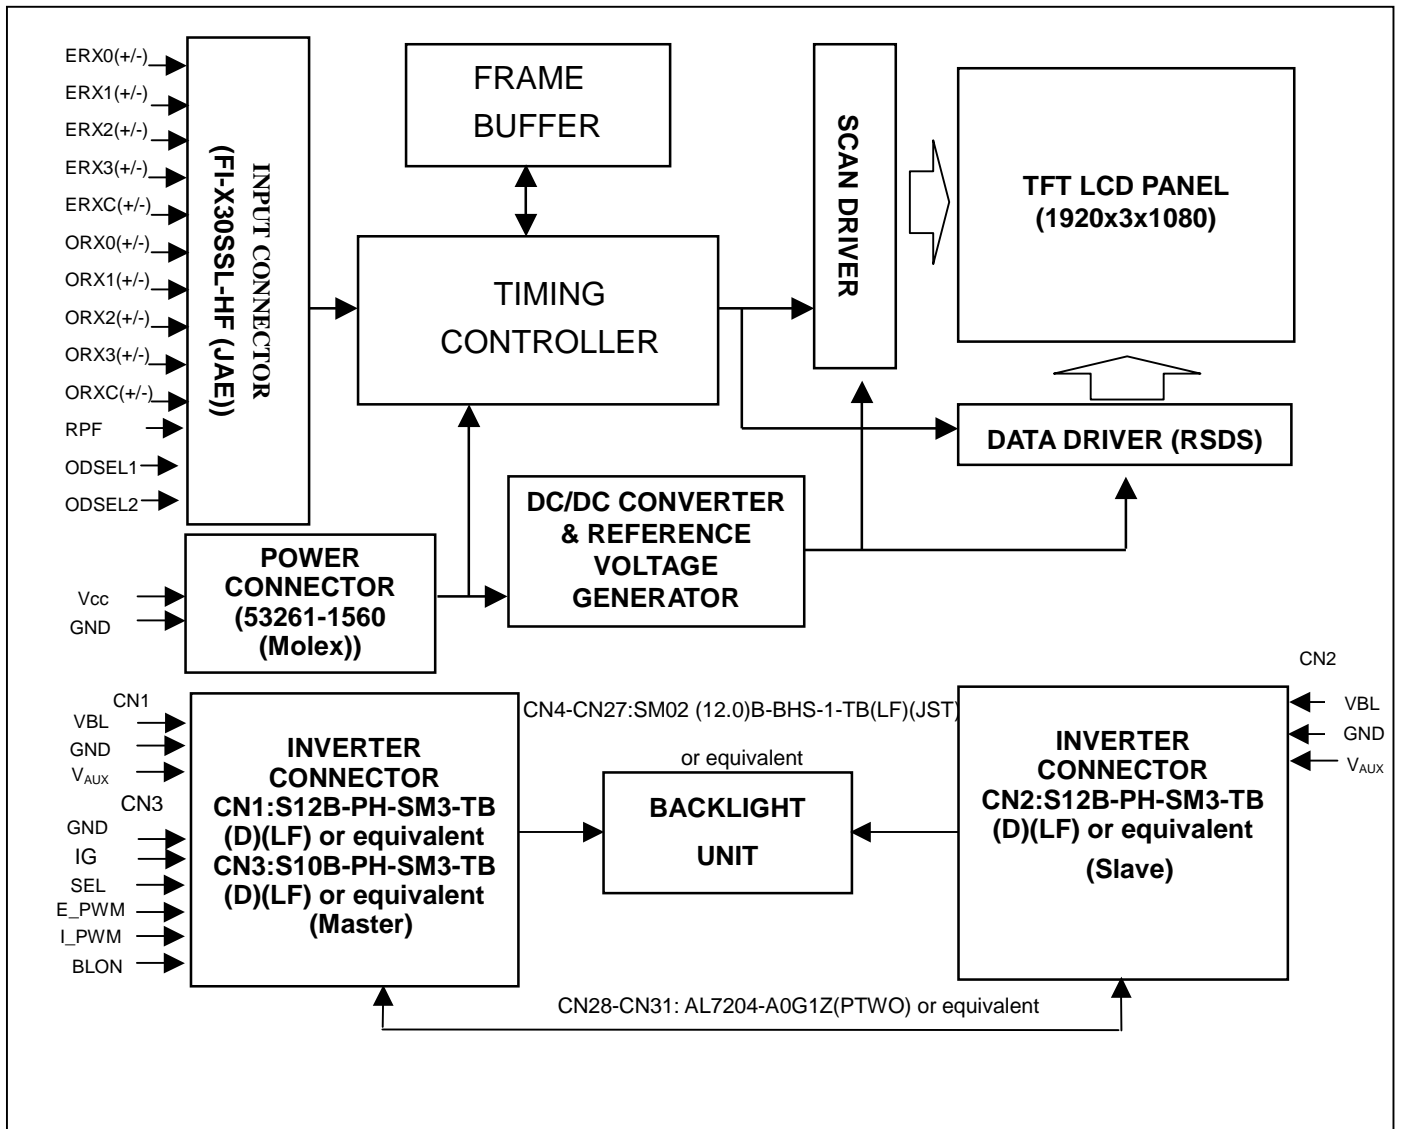 ERX0(+/-)
ERX1(+/-)
ERX2(+/-)
ERX3(+/-)
ERXC(+/-)
ORX0(+/-)
ORX1(+/-)
ORX2(+/-)
ORX3(+/-)
ORXC(+/-)
RPF
ODSEL1
ODSEL2
INPUT CONNECTOR
(FI-X30SSL-HF (JAE))
FRAME
BUFFER
TIMING
CONTROLLER
SCAN DRIVER
TFT LCD PANEL
(1920x3x1080)
DATA DRIVER (RSDS)
DC/DC CONVERTER
& REFERENCE
VOLTAGE
GENERATOR
Vcc
GND
POWER
CONNECTOR
(53261-1560
(Molex))
CN1
VBL
GND
VAUX
CN3
GND
IG
SEL
E_PWM
I_PWM
BLON
INVERTER
CONNECTOR
CN1:S12B-PH-SM3-TB
(D)(LF) or equivalent
CN3:S10B-PH-SM3-TB
(D)(LF) or equivalent
(Master)
CN4-CN27:SM02 (12.0)B-BHS-1-TB(LF)(JST)
or equivalent
BACKLIGHT
UNIT
INVERTER
CONNECTOR
CN2:S12B-PH-SM3-TB
(D)(LF) or equivalent
(Slave)
CN2
VBL
GND
VAUX
CN28-CN31: AL7204-A0G1Z(PTWO) or equivalent